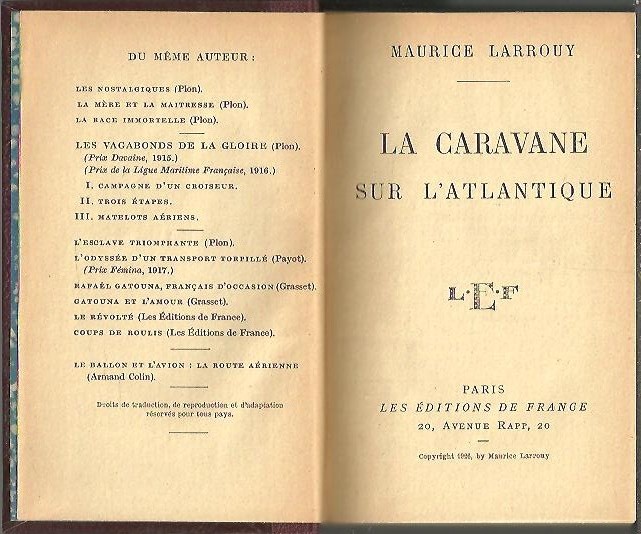 DU MÊME AUTEUR :
LES NOSTALGIQUES (Plon).
LA MÈRE ET LA MAITRESSE (Plon).
LA RACE IMMORTELLE (Plon).
LES VAGABONDS DE LA GLOIRE (Plon).
(Prix Davaine, 1915.)
(Prix de la Ligue Maritime Française, 1916.)
I. CAMPAGNE D'UN CROISEUR.
II. TROIS ÉTAPES.
III. MATELOTS AÉRIENS.
L'ESCLAVE TRIOMPHANTE (Plon).
L'ODYSSÉE D'UN TRANSPORT TORPILLÉ (Payot).
(Prix Fémina, 1917.)
RAFAËL GATOUNA, FRANÇAIS D'OCCASION (Grasset).
GATOUNA ET L'AMOUR (Grasset).
LE RÉVOLTÉ (Les Éditions de France).
COUPS DE ROULIS (Les Éditions de France).
LE BALLON ET L'AVION : LA ROUTE AÉRIENNE
(Armand Colin).
Droits de traduction, de reproduction et d'adaptation
réservés pour tous pays.
MAURICE LARROUY
LA CARAVANE
SUR L'ATLANTIQUE
L·E·F
PARIS
LES ÉDITIONS DE FRANCE
20, AVENUE RAPP, 20
Copyright 1926, by Maurice Larrouy